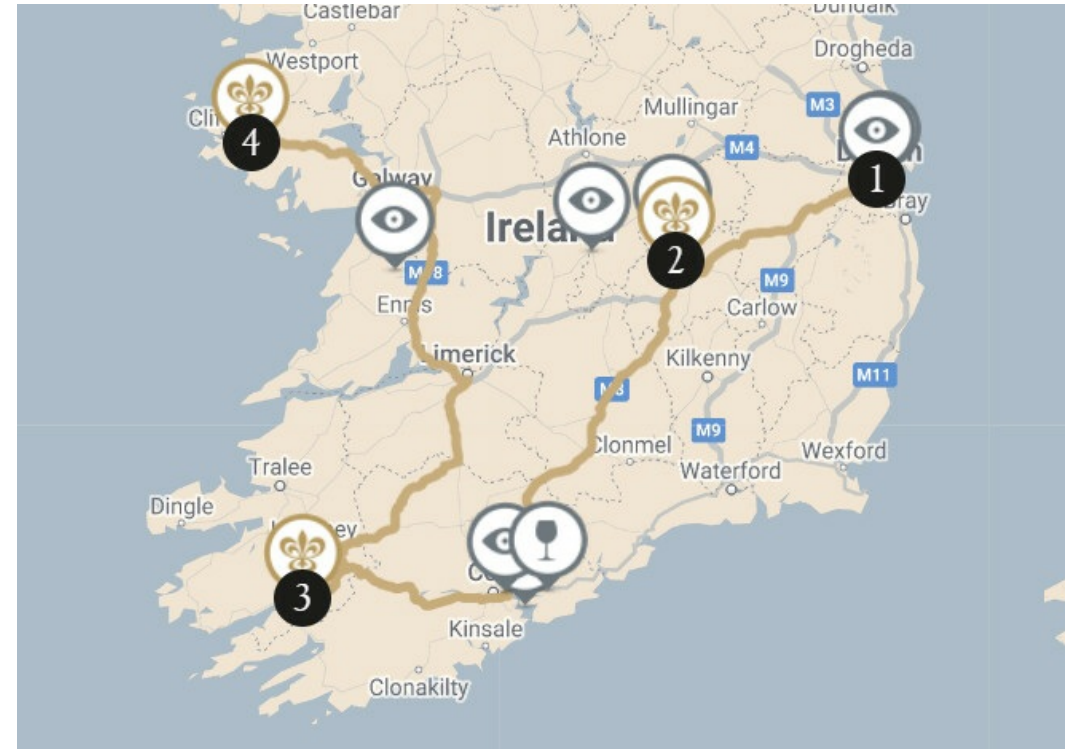 Castlebar
Dundalk
Westport
Drogheda
M3
Mullingar
Athlone
M4
4
1
Galway
Bray
Ireland
2
M18
M9
Ennis
Carlow
Limerick
Kilkenny
M8
M11
M9
Clonmel
Wexford
Tralee
Waterford
Dingle
3
Kinsale
Clonakilty